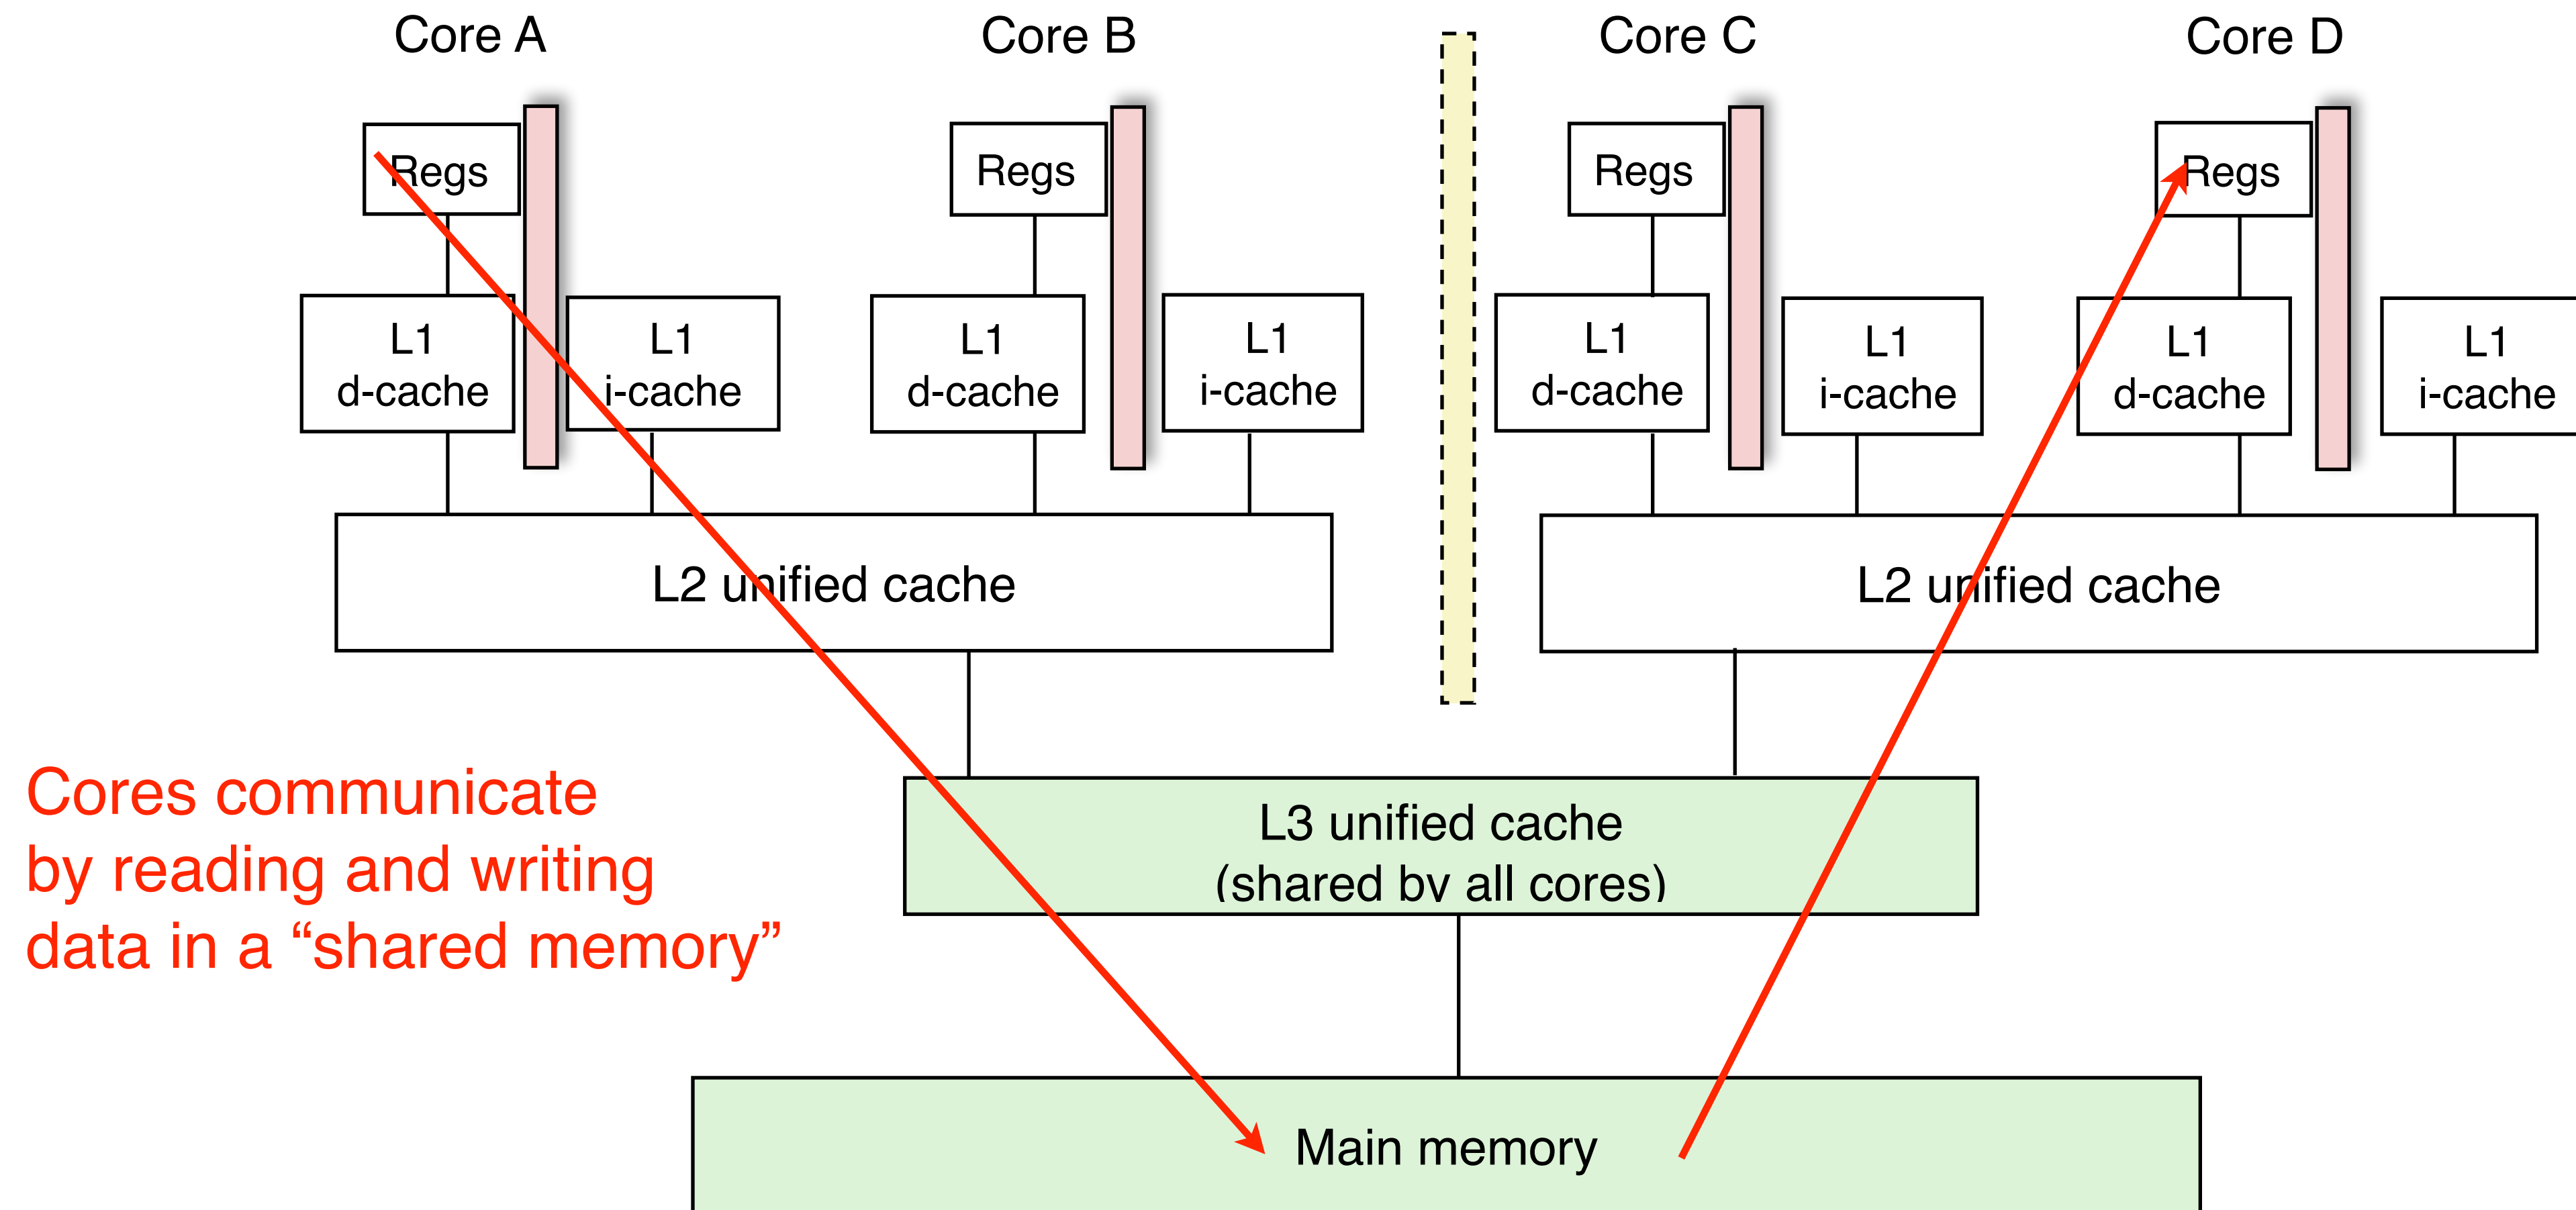 Core A
Core B
Core C
Core D
Regs
Regs
Regs
Regs
L1
d-cache
L1
i-cache
L1
d-cache
L1
i-cache
L1
d-cache
L1
i-cache
L1
d-cache
L1
i-cache
L2 unified cache
L2 unified cache
Cores communicate
by reading and writing
data in a “shared memory”
L3 unified cache
(shared by all cores)
Main memory